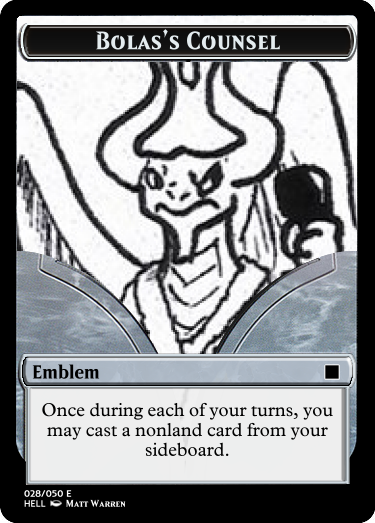 Bolas's Counsel
Emblem
Once during each of your turns, you
may cast a nonland card from your
sideboard.
028/050 E
HELL Matt Warren